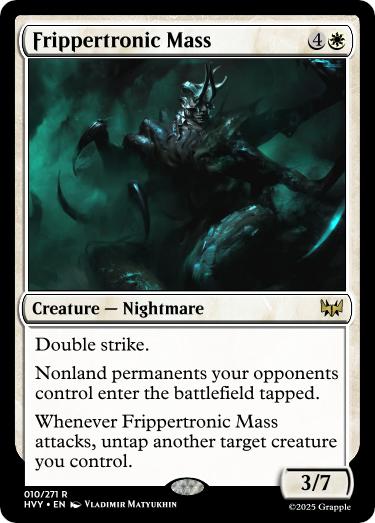 Frippertronic Mass 4
Creature — Nightmare
Double strike.
Nonland permanents your opponents
control enter the battlefield tapped.
Whenever Frippertronic Mass
attacks, untap another target creature
you control.
3/7
010/271 R
HVY • EN Vladimir Matyukhin
©2025 Grapple